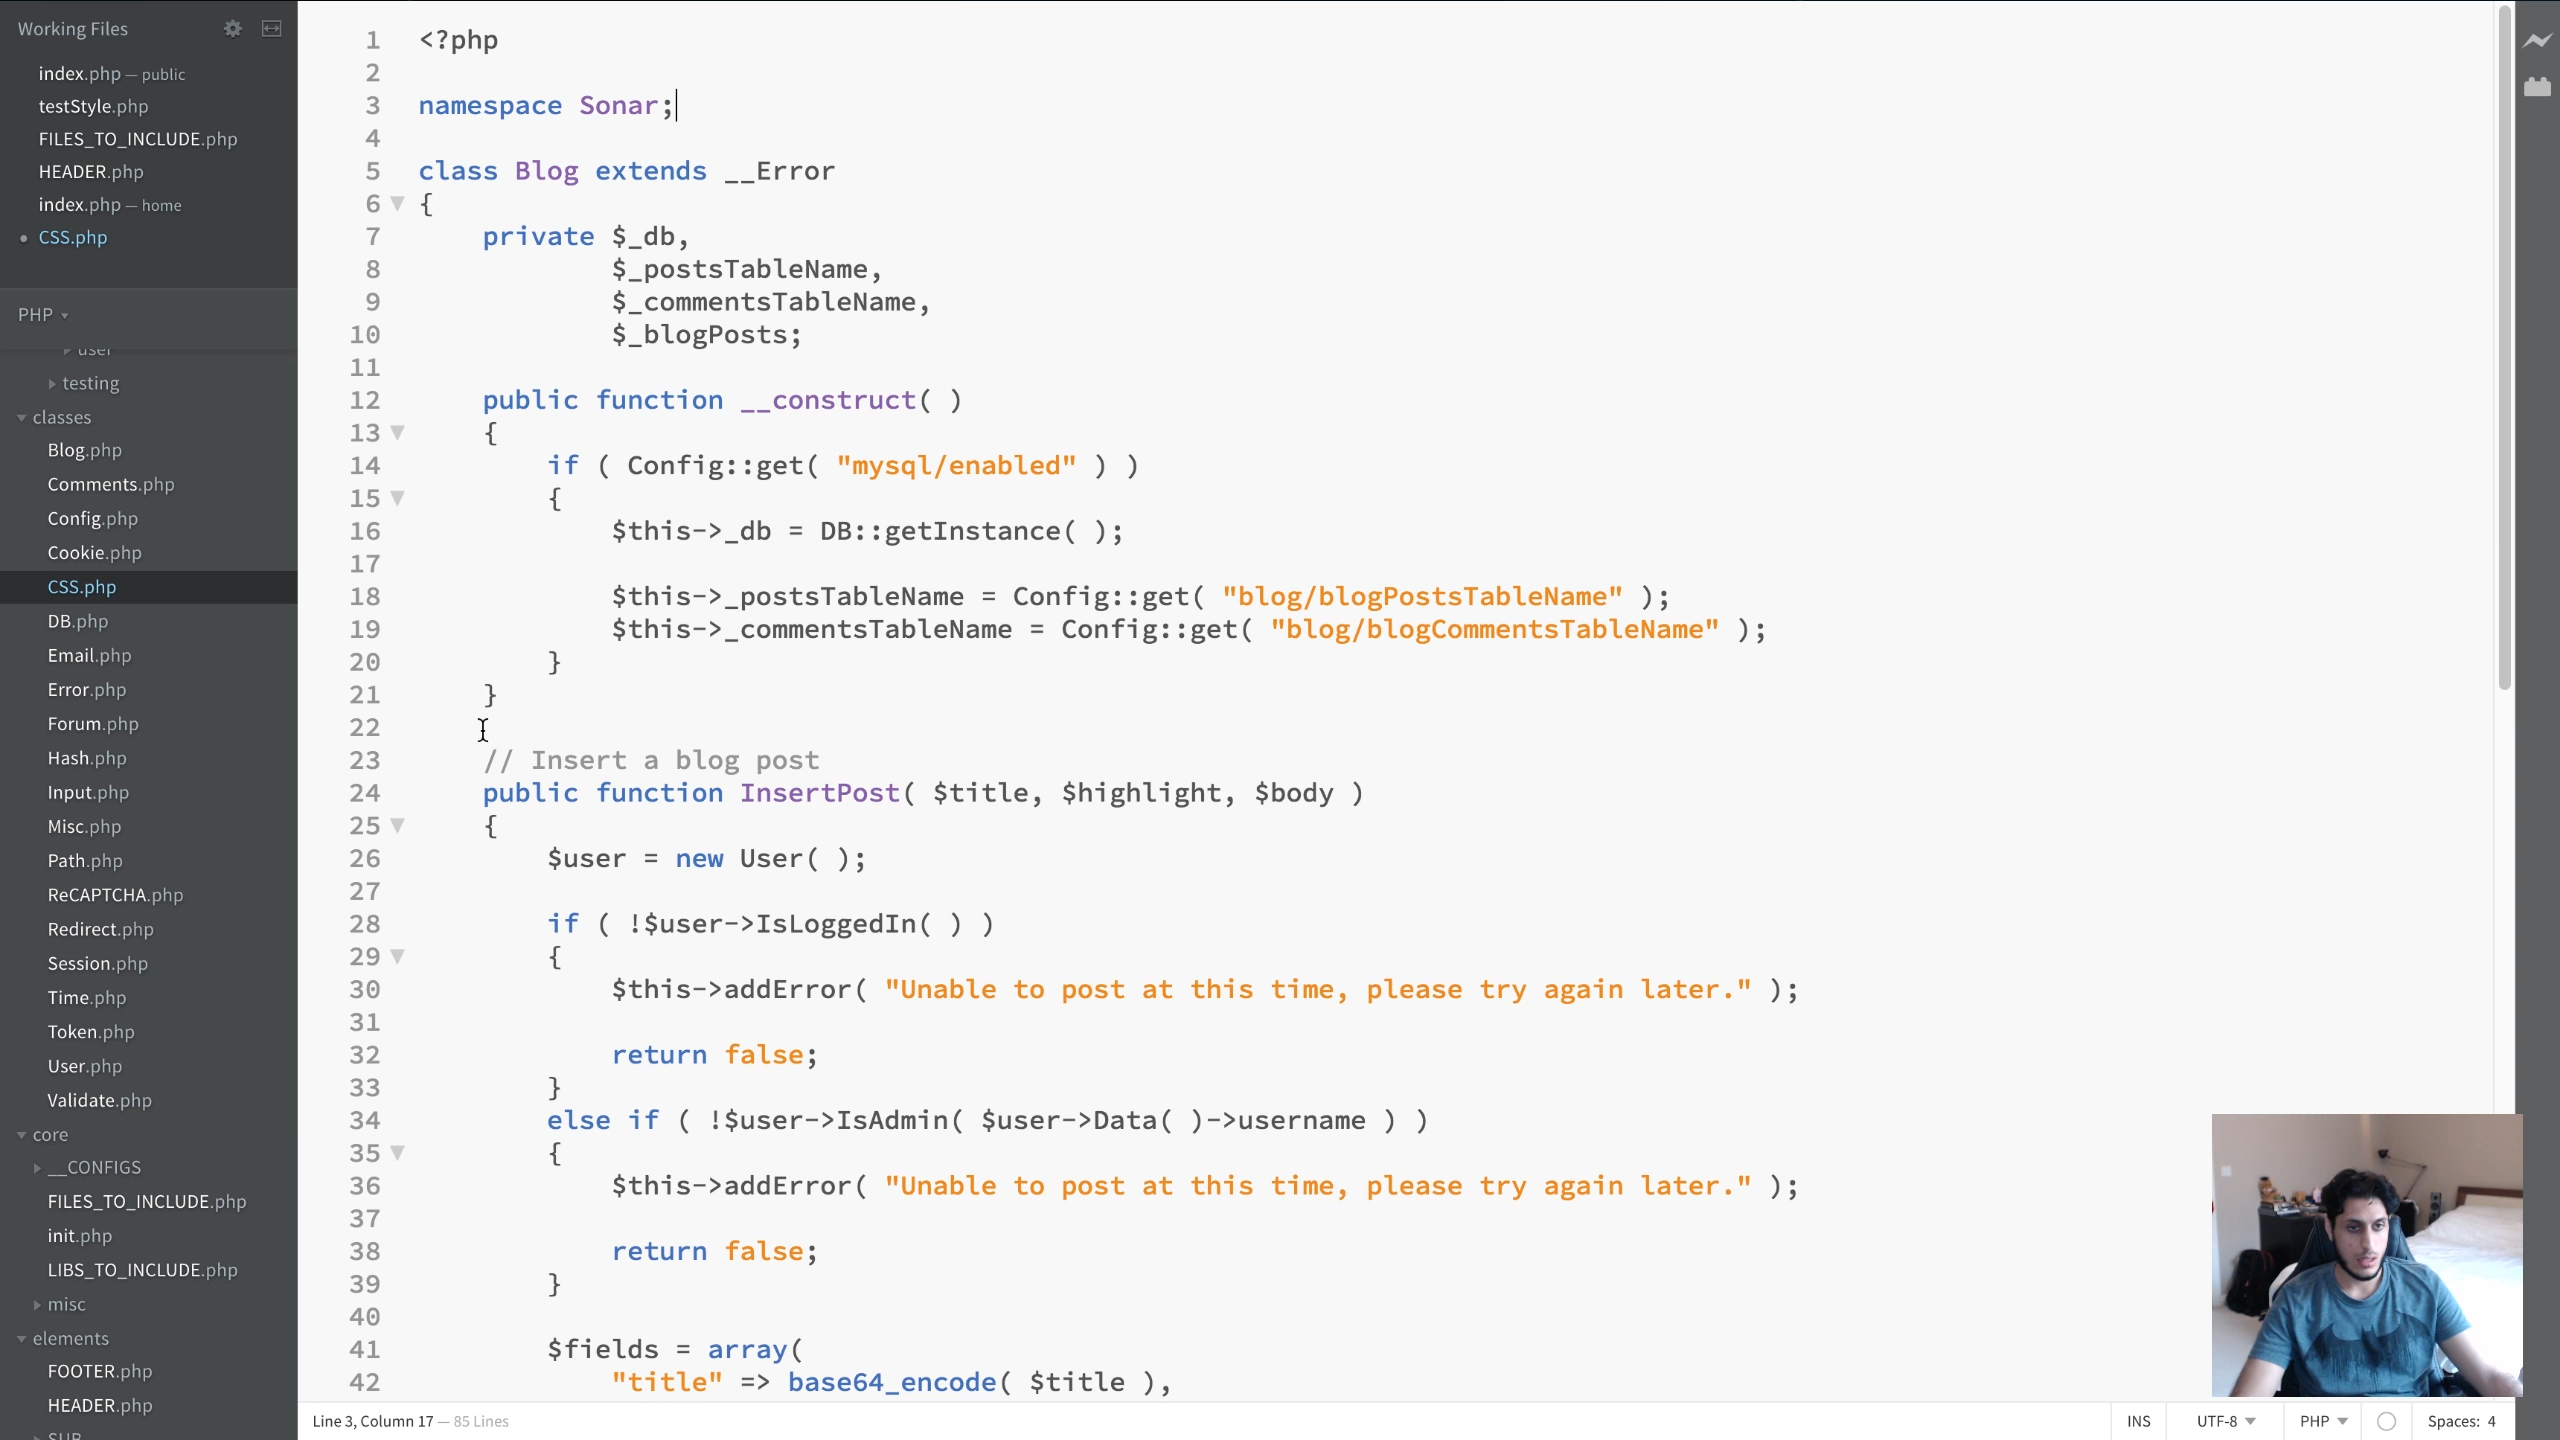 Working Files
index.php — public
testStyle.php
FILES_TO_INCLUDE.php
HEADER.php
index.php — home
CSS.php
PHP
user
testing
classes
Blog.php
Comments.php
Config.php
Cookie.php
CSS.php
DB.php
Email.php
Error.php
Forum.php
Hash.php
Input.php
Misc.php
Path.php
ReCAPTCHA.php
Redirect.php
Session.php
Time.php
Token.php
User.php
Validate.php
core
__CONFIGS
FILES_TO_INCLUDE.php
init.php
LIBS_TO_INCLUDE.php
misc
elements
FOOTER.php
HEADER.php
SUB
1 <?php
2
3 namespace Sonar;
4
5 class Blog extends __Error
6 {
7 private $_db,
8 $_postsTableName,
9 $_commentsTableName,
10 $_blogPosts;
11
12 public function __construct( )
13 {
14 if ( Config::get( "mysql/enabled" ) )
15 {
16 $this->_db = DB::getInstance( );
17
18 $this->_postsTableName = Config::get( "blog/blogPostsTableName" );
19 $this->_commentsTableName = Config::get( "blog/blogCommentsTableName" );
20 }
21 }
22
23 // Insert a blog post
24 public function InsertPost( $title, $highlight, $body )
25 {
26 $user = new User( );
27
28 if ( !$user->IsLoggedIn( ) )
29 {
30 $this->addError( "Unable to post at this time, please try again later." );
31
32 return false;
33 }
34 else if ( !$user->IsAdmin( $user->Data( )->username ) )
35 {
36 $this->addError( "Unable to post at this time, please try again later." );
37
38 return false;
39 }
40
41 $fields = array(
42 "title" => base64_encode( $title ),
Line 3, Column 17 — 85 Lines
INS
UTF-8
PHP
Spaces: 4